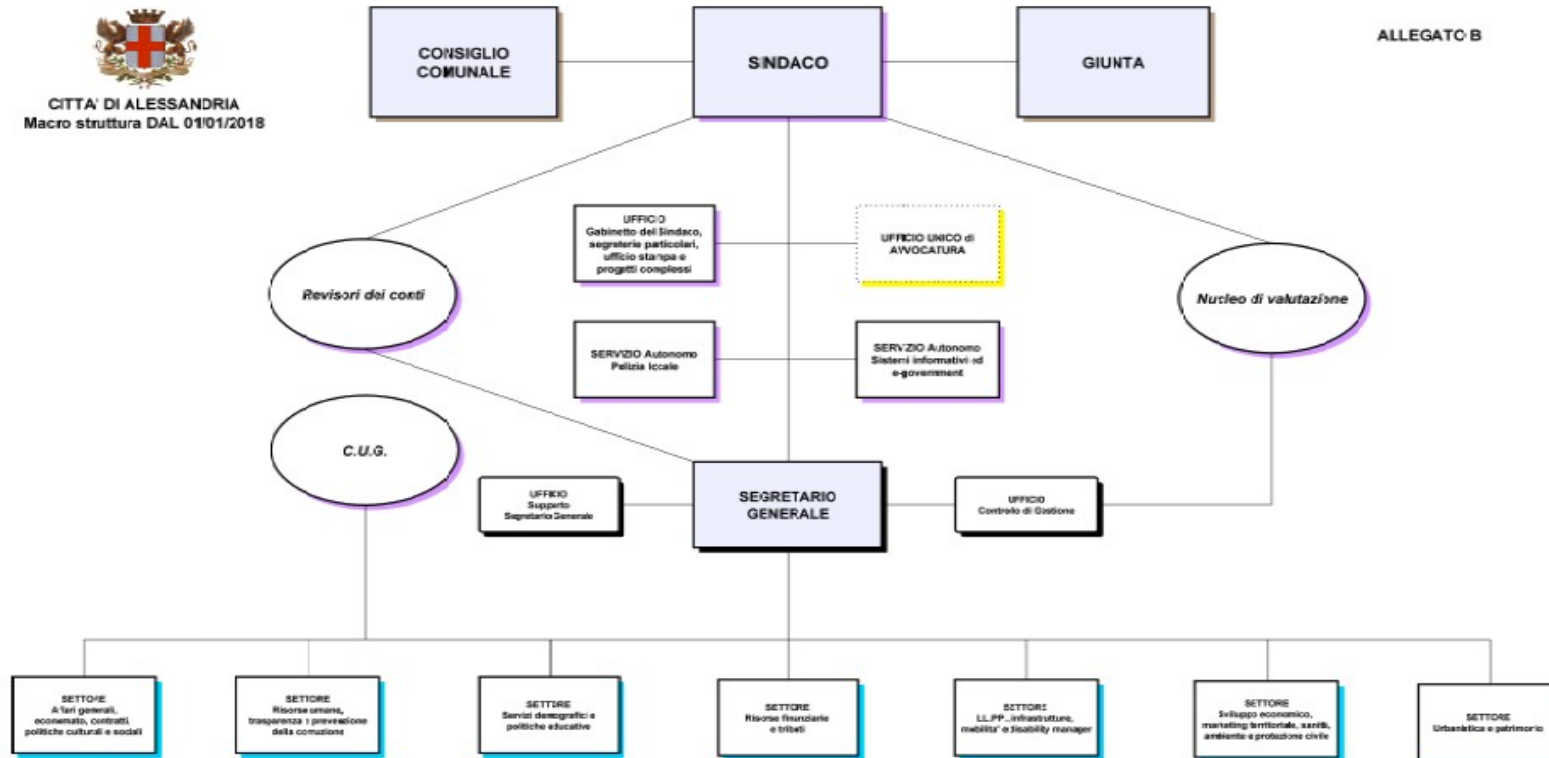 CITTA' DI ALESSANDRIA
Macro struttura DAL 01/01/2018
CONSIGLIO
COMUNALE
SINDACO
GIUNTA
ALLEGATO B
UFFICIO
Gabinetto del Sindaco,
segreterie particolari,
ufficio stampa e
progetti complessi
UFFICIO UNICO di
AVVOCATURA
Revisori dei conti
Nucleo di valutazione
SERVIZIO Autonomo
Polizia locale
SERVIZIO Autonomo
Sistemi informativi ed
e-government
C.U.G.
UFFICIO
Supporto
Segretario Generale
SEGRETARIO
GENERALE
UFFICIO
Controllo di Gestione
SETTORE
Affari generali,
economato, contratti,
politiche culturali e sociali
SETTORE
Risorse umane,
trasparenza e prevenzione
della corruzione
SETTORE
Servizi demografici e
politiche educative
SETTORE
Risorse finanziarie
e tributi
SETTORE
LL.PP., infrastrutture,
mobilita' e disability manager
SETTORE
Sviluppo economico,
marketing territoriale, sanità,
ambiente e protezione civile
SETTORE
Urbanistica e patrimonio